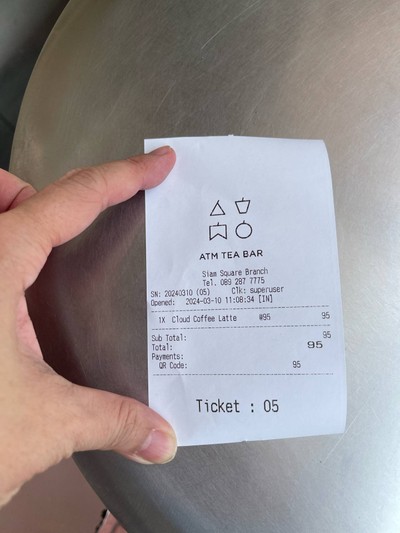 ATM TEA BAR
Siam Square Branch
Tel. 089 287 7775
SN: 20240310 (05) Clk: superuser
Opened: 2024-03-10 11:08:34 [IN]
1X Cloud Coffee Latte @95 95
Sub Total: 95
Total: 95
Payments:
QR Code: 95
Ticket : 05